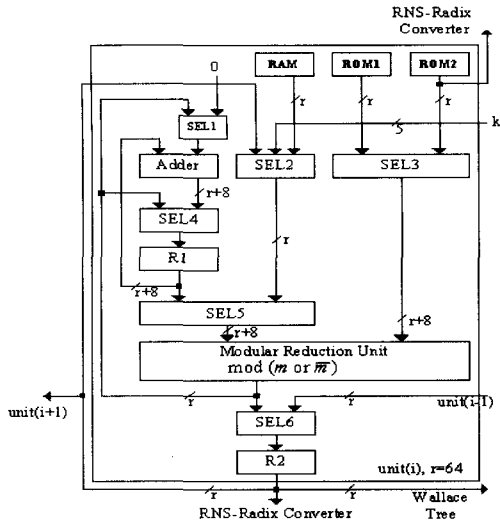 RNS-Radix
Converter
RAM
ROM1
ROM2
0
r
r
r
5
k
SEL1
Adder
SEL2
SEL3
r+8
SEL4
r
R1
r+8
SEL5
r+8
r+8
Modular Reduction Unit
mod (m or m̅)
r
r
unit(i+1)
unit(i-1)
SEL6
R2
unit(i), r=64
r
r
Wallace
Tree
RNS-Radix Converter